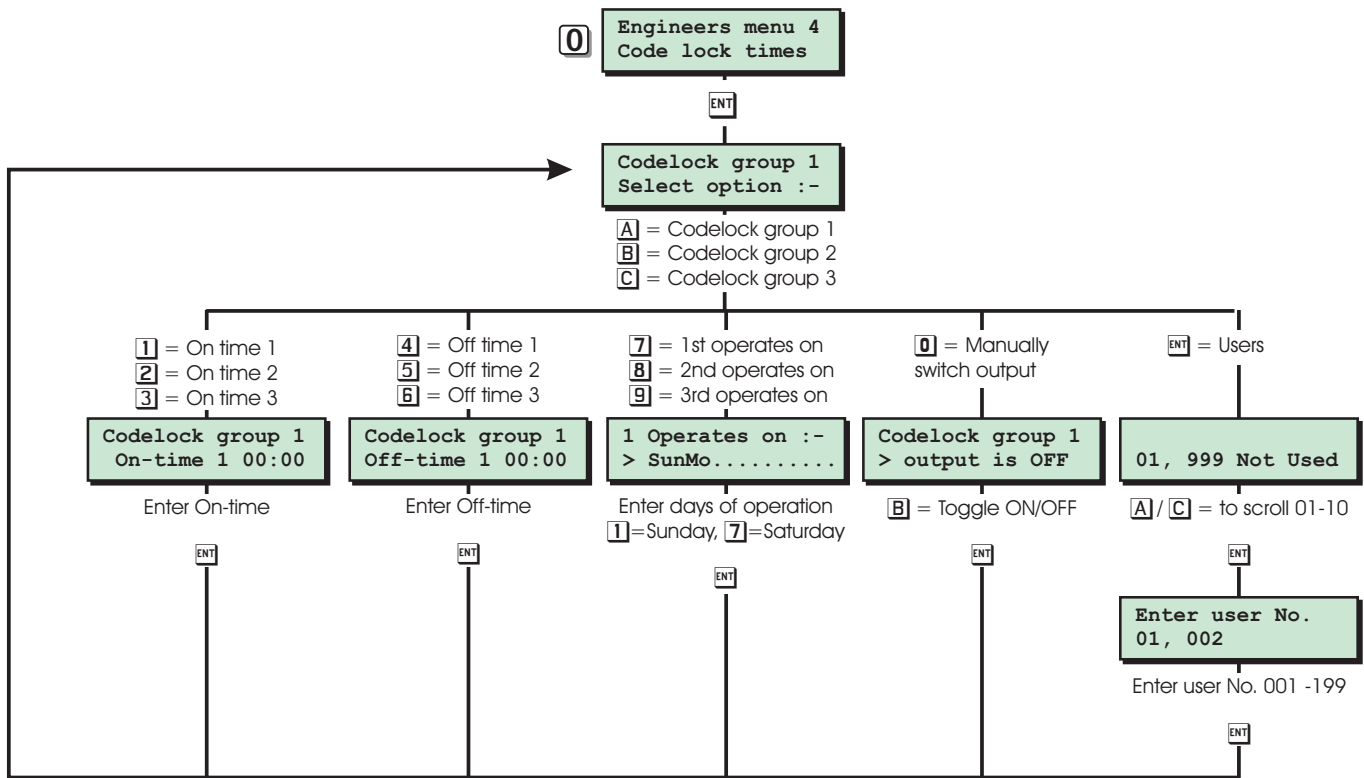 0
Engineers menu 4
Code lock times
ENT
Codelock group 1
Select option :-
A = Codelock group 1
B = Codelock group 2
C = Codelock group 3
1 = On time 1
2 = On time 2
3 = On time 3
Codelock group 1
On-time 1 00:00
Enter On-time
ENT
4 = Off time 1
5 = Off time 2
6 = Off time 3
Codelock group 1
Off-time 1 00:00
Enter Off-time
ENT
7 = 1st operates on
8 = 2nd operates on
9 = 3rd operates on
1 Operates on :-
> SunMo..........
Enter days of operation
1=Sunday, 7=Saturday
ENT
0 = Manually
switch output
Codelock group 1
> output is OFF
B = Toggle ON/OFF
ENT
ENT = Users
01, 999 Not Used
A / C = to scroll 01-10
ENT
Enter user No.
01, 002
Enter user No. 001 -199
ENT